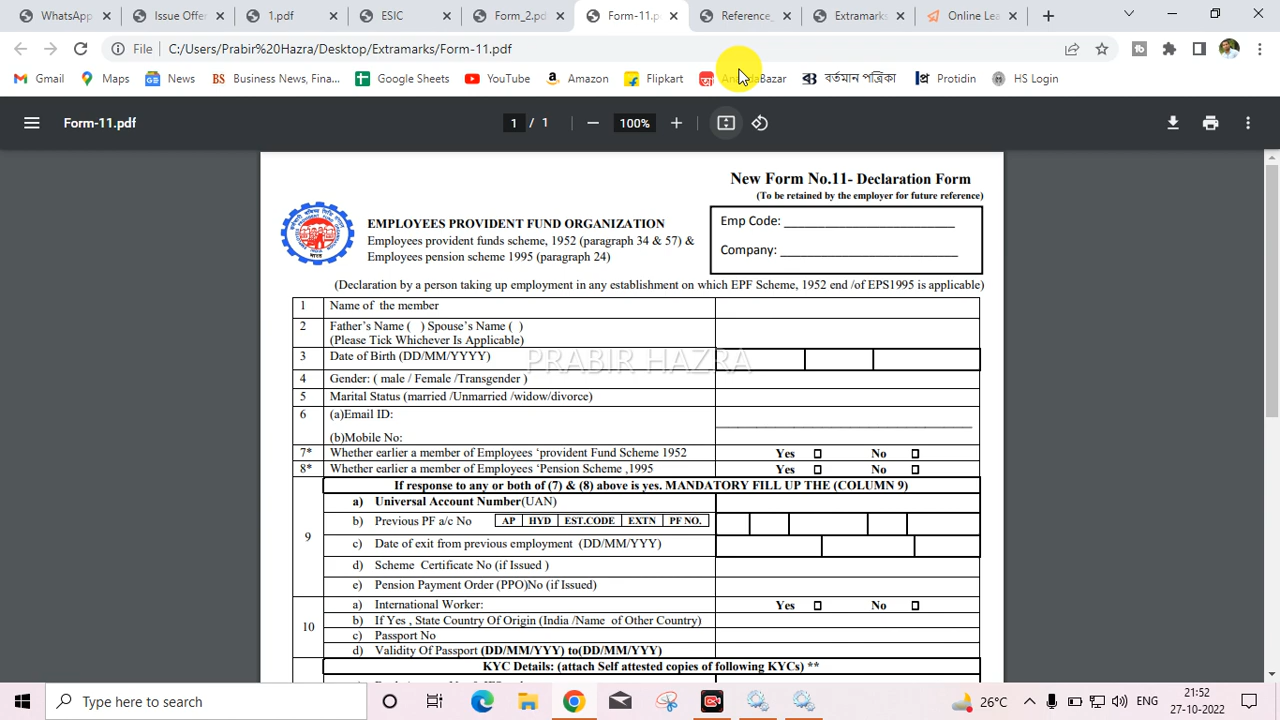 WhatsApp
Issue Offer
1.pdf
ESIC
Form_2.pd
Form-11.p
Reference_
Extramarks
Online Lea
File C:/Users/Prabir%20Hazra/Desktop/Extramarks/Form-11.pdf
Gmail Maps News Business News, Fina... Google Sheets YouTube Amazon Flipkart AnandaBazar বর্তমান পত্রিকা Protidin HS Login
Form-11.pdf 1 / 1 100%
New Form No.11- Declaration Form
(To be retained by the employer for future reference)
Emp Code: ________________________
Company: _________________________
EMPLOYEES PROVIDENT FUND ORGANIZATION
Employees provident funds scheme, 1952 (paragraph 34 & 57) &
Employees pension scheme 1995 (paragraph 24)
(Declaration by a person taking up employment in any establishment on which EPF Scheme, 1952 end /of EPS1995 is applicable)
1 Name of the member
2 Father's Name ( ) Spouse's Name ( )
(Please Tick Whichever Is Applicable)
3 Date of Birth (DD/MM/YYYY)
PRABIR HAZRA
4 Gender: ( male / Female /Transgender )
5 Marital Status (married /Unmarried /widow/divorce)
6 (a)Email ID:
(b)Mobile No:
7* Whether earlier a member of Employees ‘provident Fund Scheme 1952 Yes No
8* Whether earlier a member of Employees ‘Pension Scheme ,1995 Yes No
If response to any or both of (7) & (8) above is yes. MANDATORY FILL UP THE (COLUMN 9)
9
a) Universal Account Number(UAN)
b) Previous PF a/c No AP HYD EST.CODE EXTN PF NO.
c) Date of exit from previous employment (DD/MM/YYY)
d) Scheme Certificate No (if Issued )
e) Pension Payment Order (PPO)No (if Issued)
10
a) International Worker: Yes No
b) If Yes , State Country Of Origin (India /Name of Other Country)
c) Passport No
d) Validity Of Passport (DD/MM/YYY) to(DD/MM/YYY)
KYC Details: (attach Self attested copies of following KYCs) **
Type here to search
26°C
ENG
21:52
27-10-2022